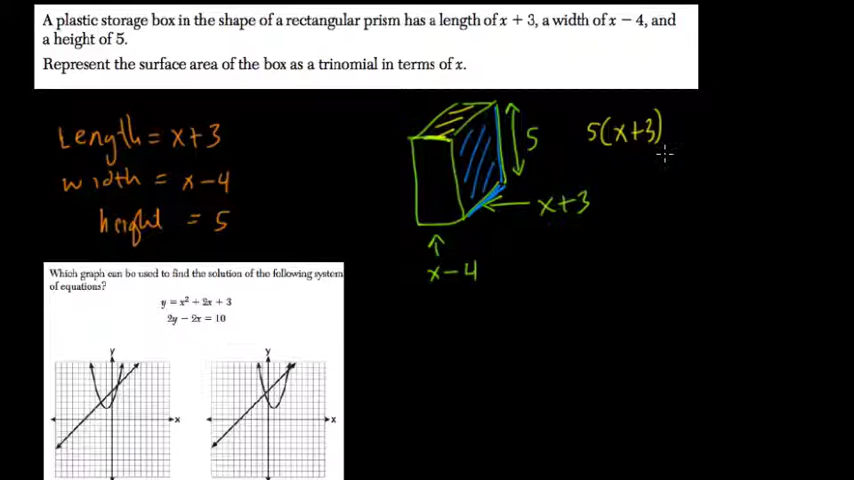 A plastic storage box in the shape of a rectangular prism has a length of x + 3, a width of x − 4, and
a height of 5.
Represent the surface area of the box as a trinomial in terms of x.
Length = x+3
width = x-4
height = 5
5
5(x+3)
x+3
x-4
Which graph can be used to find the solution of the following system
of equations?
y = x² + 2x + 3
2y − 2x = 10
y
x
y
x